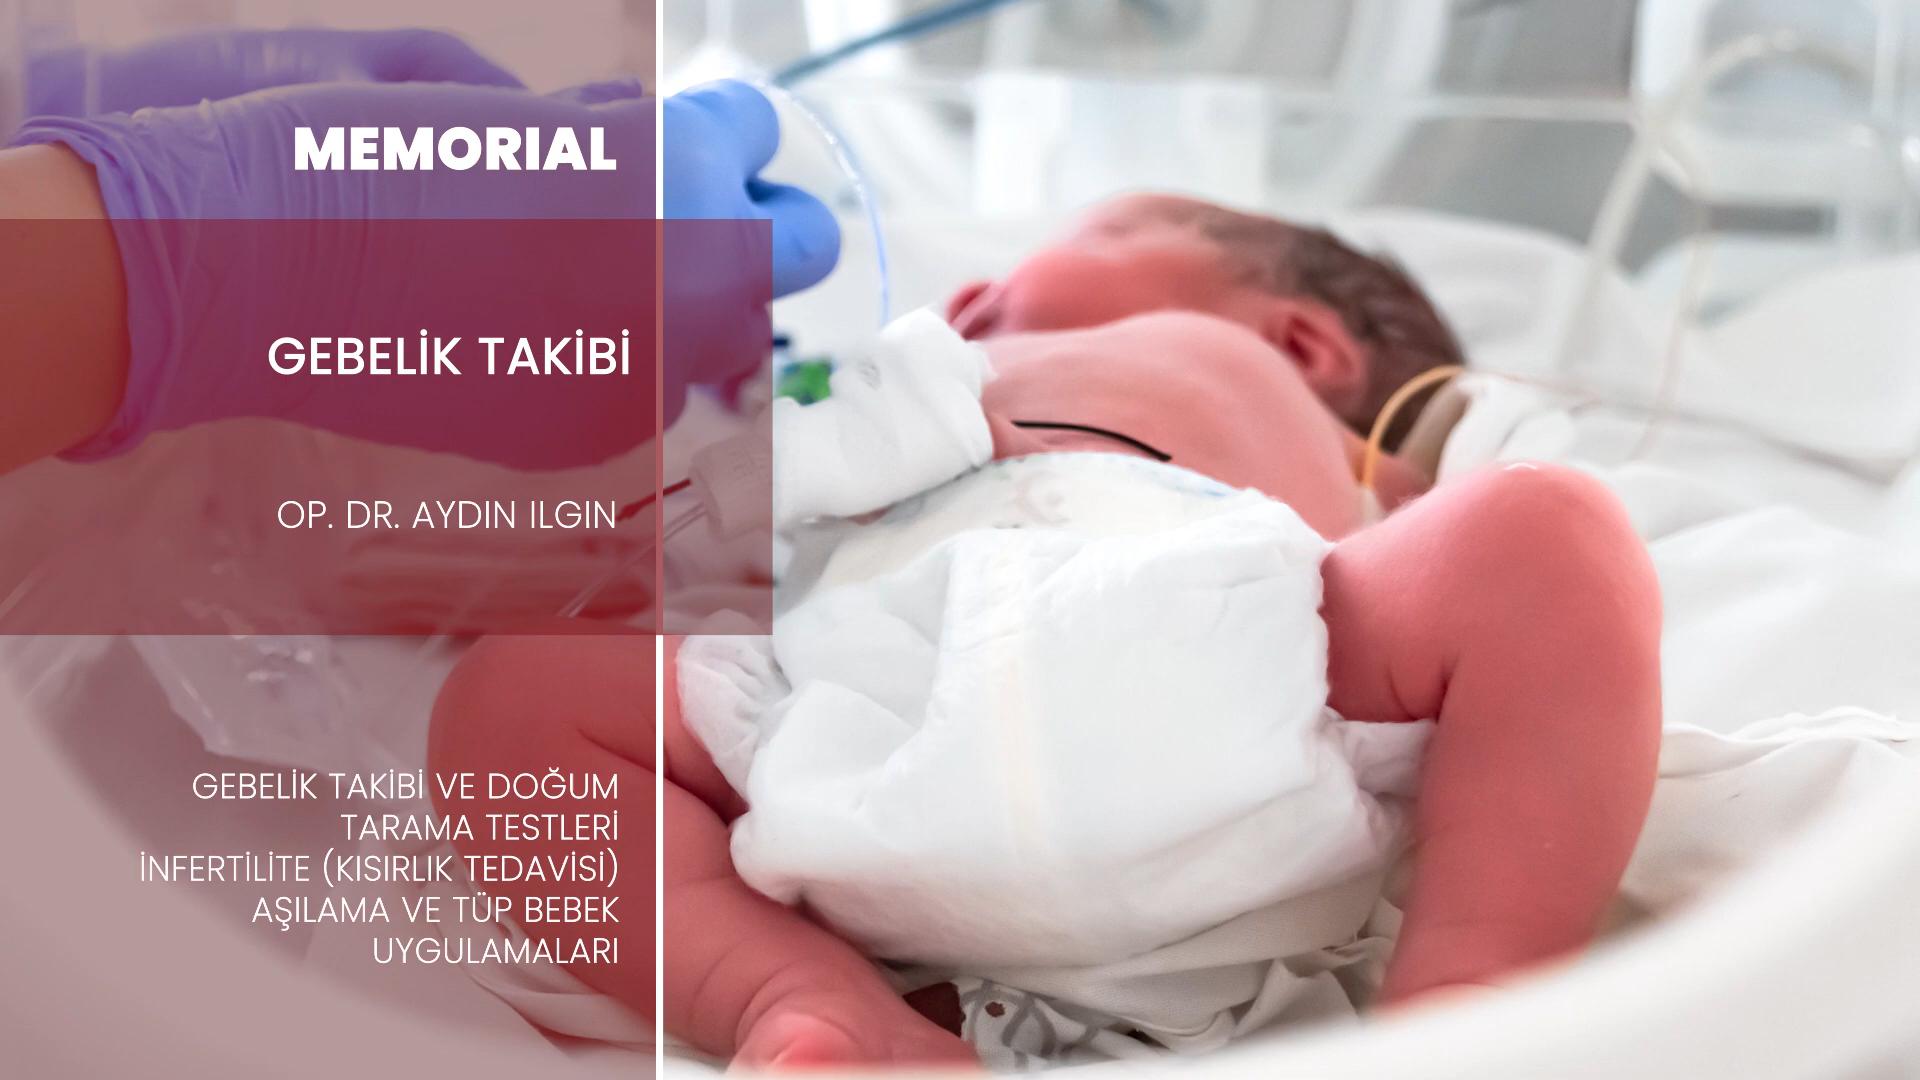 MEMORIAL
GEBELİK TAKİBİ
OP. DR. AYDIN ILGIN
GEBELİK TAKİBİ VE DOĞUM
TARAMA TESTLERİ
İNFERTİLİTE (KISIRLIK TEDAVİSİ)
AŞILAMA VE TÜP BEBEK
UYGULAMALARI